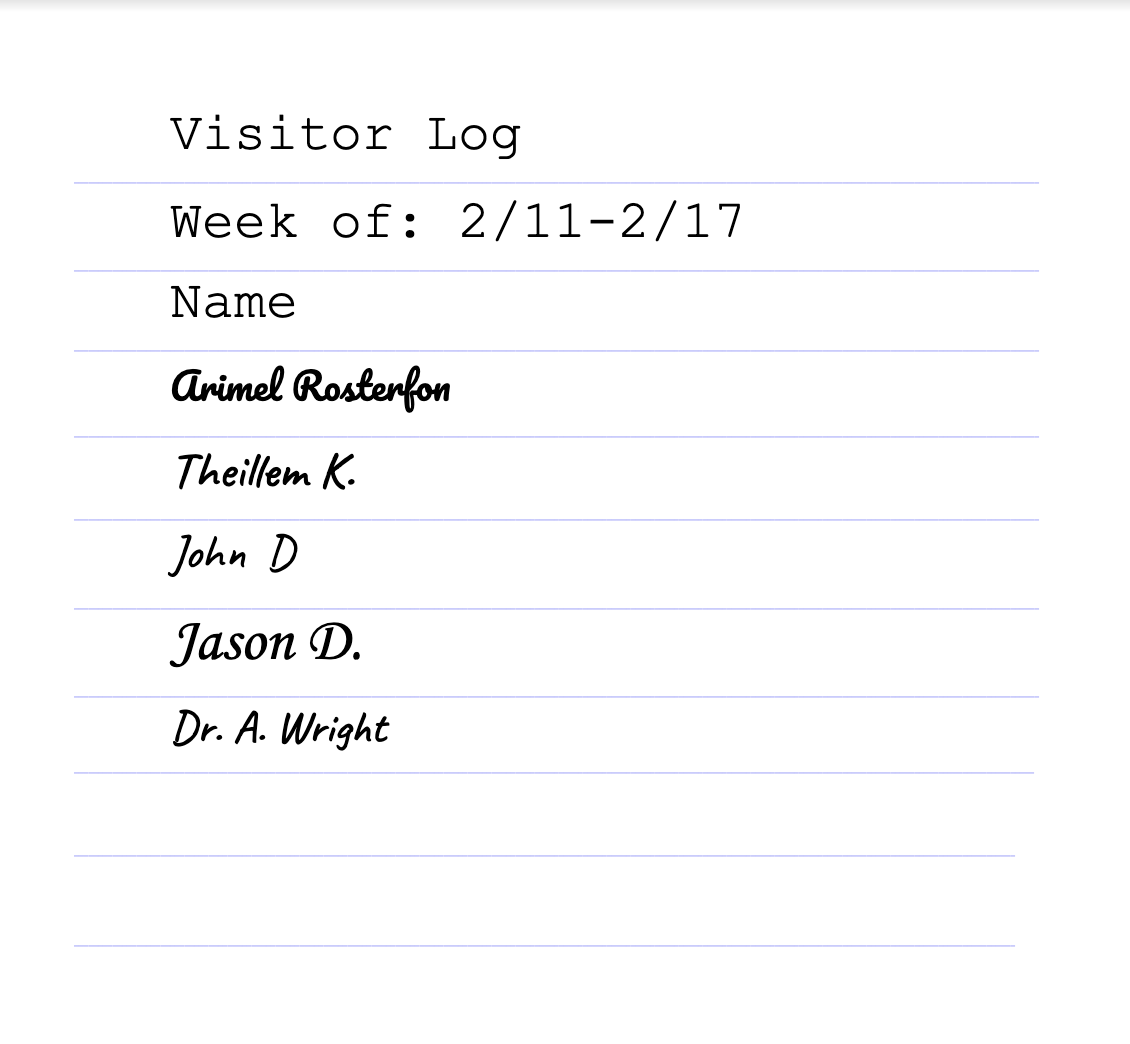 Visitor Log
Week of: 2/11-2/17
Name
Arimel Rosterfon
Theillem K.
John D
Jason D.
Dr. A. Wright